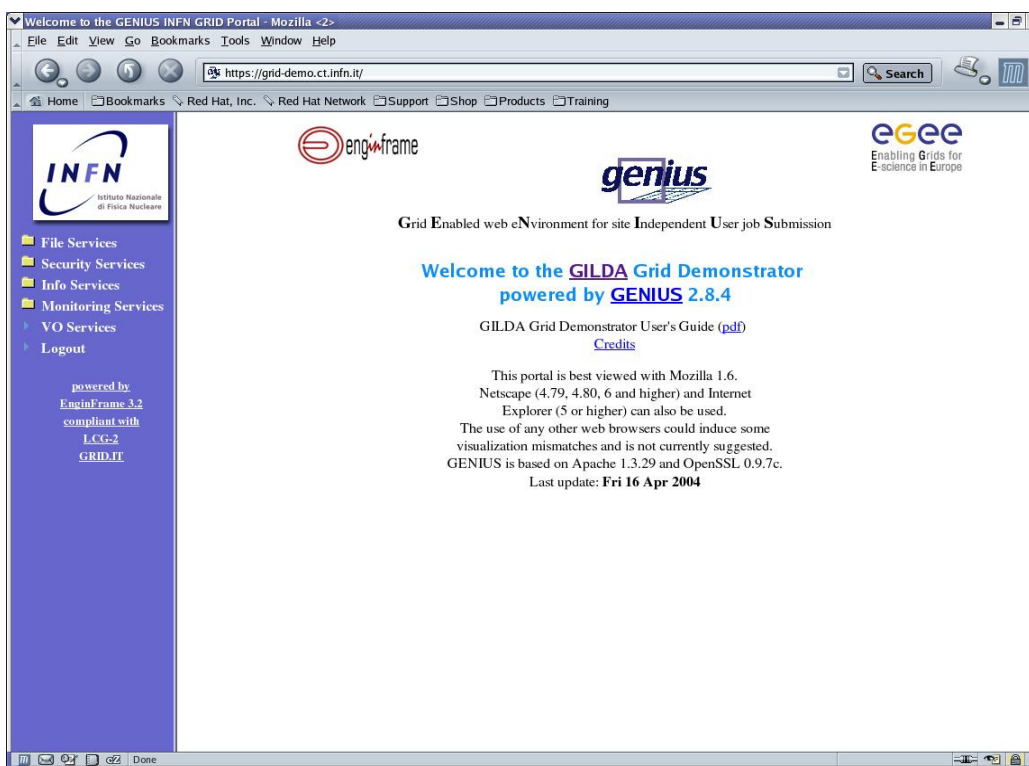 Welcome to the GENIUS INFN GRID Portal - Mozilla <2>
File Edit View Go Bookmarks Tools Window Help
https://grid-demo.ct.infn.it/
Search
Home Bookmarks Red Hat, Inc. Red Hat Network Support Shop Products Training
INFN
Istituto Nazionale
di Fisica Nucleare
File Services
Security Services
Info Services
Monitoring Services
VO Services
Logout
powered by
EnginFrame 3.2
compliant with
LCG-2
GRID.IT
enginframe
genius
egee
Enabling Grids for
E-science in Europe
Grid Enabled web eNvironment for site Independent User job Submission
Welcome to the GILDA Grid Demonstrator
powered by GENIUS 2.8.4
GILDA Grid Demonstrator User's Guide (pdf)
Credits
This portal is best viewed with Mozilla 1.6.
Netscape (4.79, 4.80, 6 and higher) and Internet
Explorer (5 or higher) can also be used.
The use of any other web browsers could induce some
visualization mismatches and is not currently suggested.
GENIUS is based on Apache 1.3.29 and OpenSSL 0.9.7c.
Last update: Fri 16 Apr 2004
Done